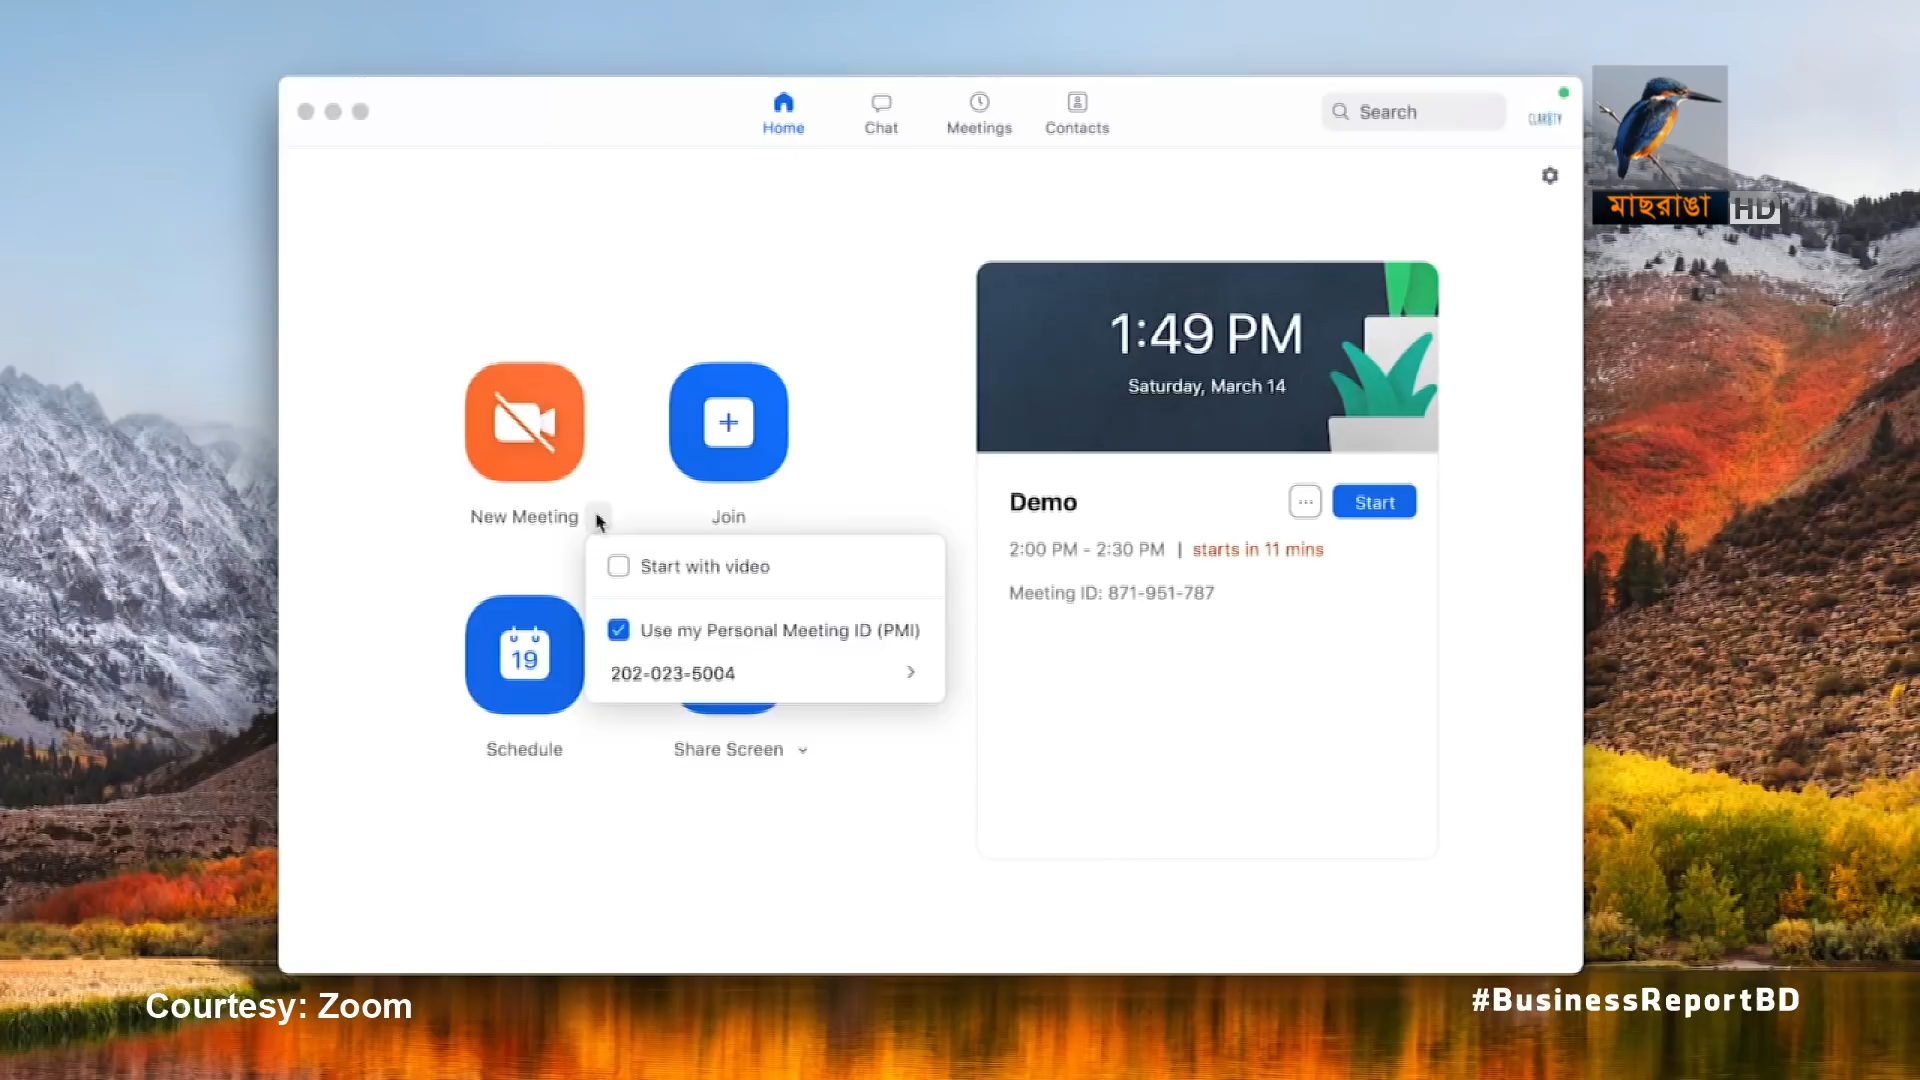 Home
Chat
Meetings
Contacts
Search
CLAR8TY
মাছরাঙা HD
1:49 PM
Saturday, March 14
New Meeting
Join
Start with video
Use my Personal Meeting ID (PMI)
202-023-5004
19
Schedule
Share Screen
Demo
Start
2:00 PM - 2:30 PM | starts in 11 mins
Meeting ID: 871-951-787
Courtesy: Zoom
#BusinessReportBD